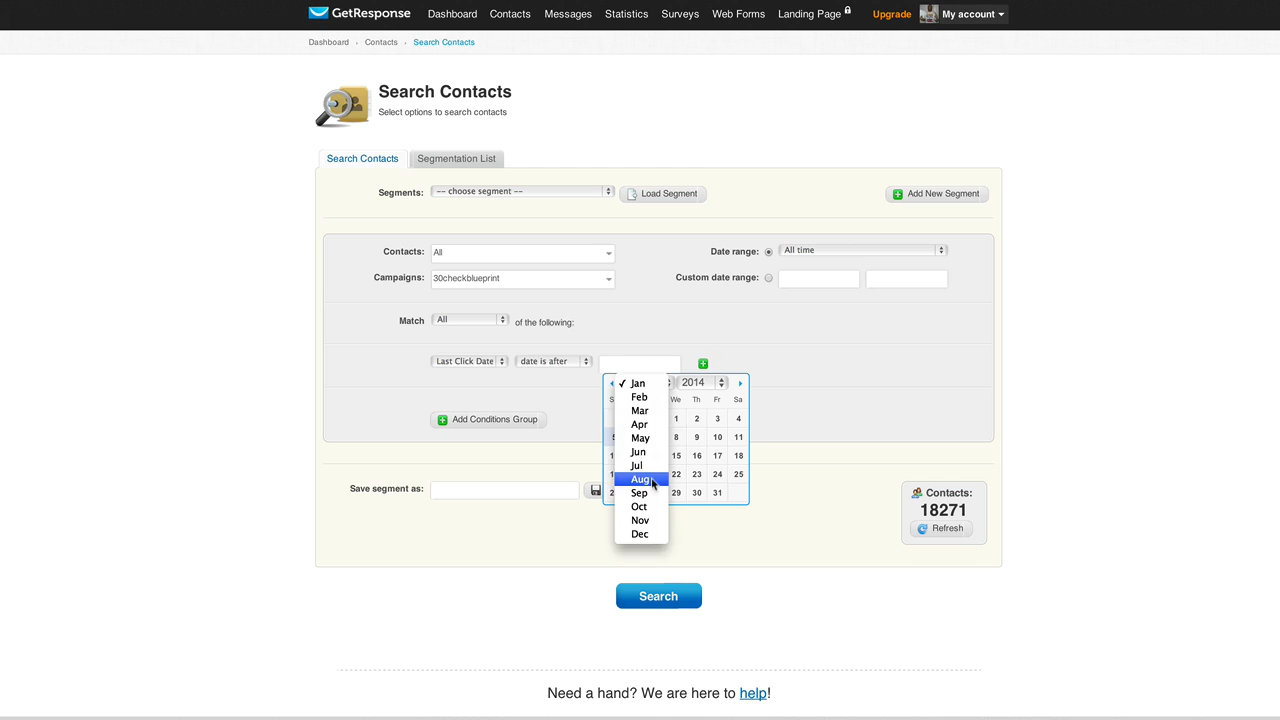 GetResponse Dashboard Contacts Messages Statistics Surveys Web Forms Landing Page Upgrade My account
Dashboard › Contacts › Search Contacts
Search Contacts
Select options to search contacts
Search Contacts Segmentation List
Segments: -- choose segment -- Load Segment Add New Segment
Contacts: All Date range: All time
Campaigns: 30checkblueprint Custom date range:
Match All of the following:
Last Click Date date is after
Jan 2014
Feb We Th Fr Sa
Mar 1 2 3 4
Apr
May 8 9 10 11
Jun 15 16 17 18
Jul
Aug 22 23 24 25
Sep 29 30 31
Oct
Nov
Dec
Add Conditions Group
Save segment as:
Contacts:
18271
Refresh
Search
Need a hand? We are here to help!